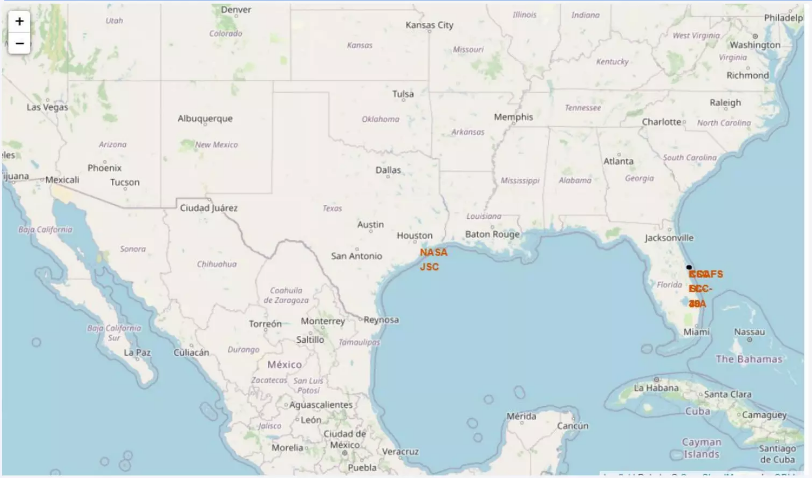 +
−
Denver
Utah
Colorado
Kansas City
Kansas
Missouri
Illinois
Indiana
Philadelp
West Virginia
Washington
Virginia
Richmond
Kentucky
Las Vegas
Albuquerque
Tulsa
Oklahoma
Memphis
Tennessee
Raleigh
Charlotte
North Carolina
Arizona
New Mexico
Arkansas
Atlanta
South Carolina
eles
Phoenix
ijuana
Mexicali
Tucson
Dallas
Mississippi
Alabama
Georgia
Ciudad Juárez
Texas
Louisiana
Austin
Houston
Baton Rouge
Jacksonville
Baja California
Sonora
Chihuahua
San Antonio
NASA
JSC
Florida
Coahuila
de Zaragoza
Baja California
Sur
Torreón
Monterrey
Reynosa
Saltillo
Miami
Nassau
La Paz
Culiacán
Durango
Tamaulipas
The Bahamas
México
Zacatecas
San Luis
Potosí
La Habana
Santa Clara
Aguascalientes
León
Jalisco
Cuba
Camaguey
Mérida
Cancún
Ciudad de
México
Morelia
Veracruz
Puebla
Cayman
Islands
Santiago
de Cuba